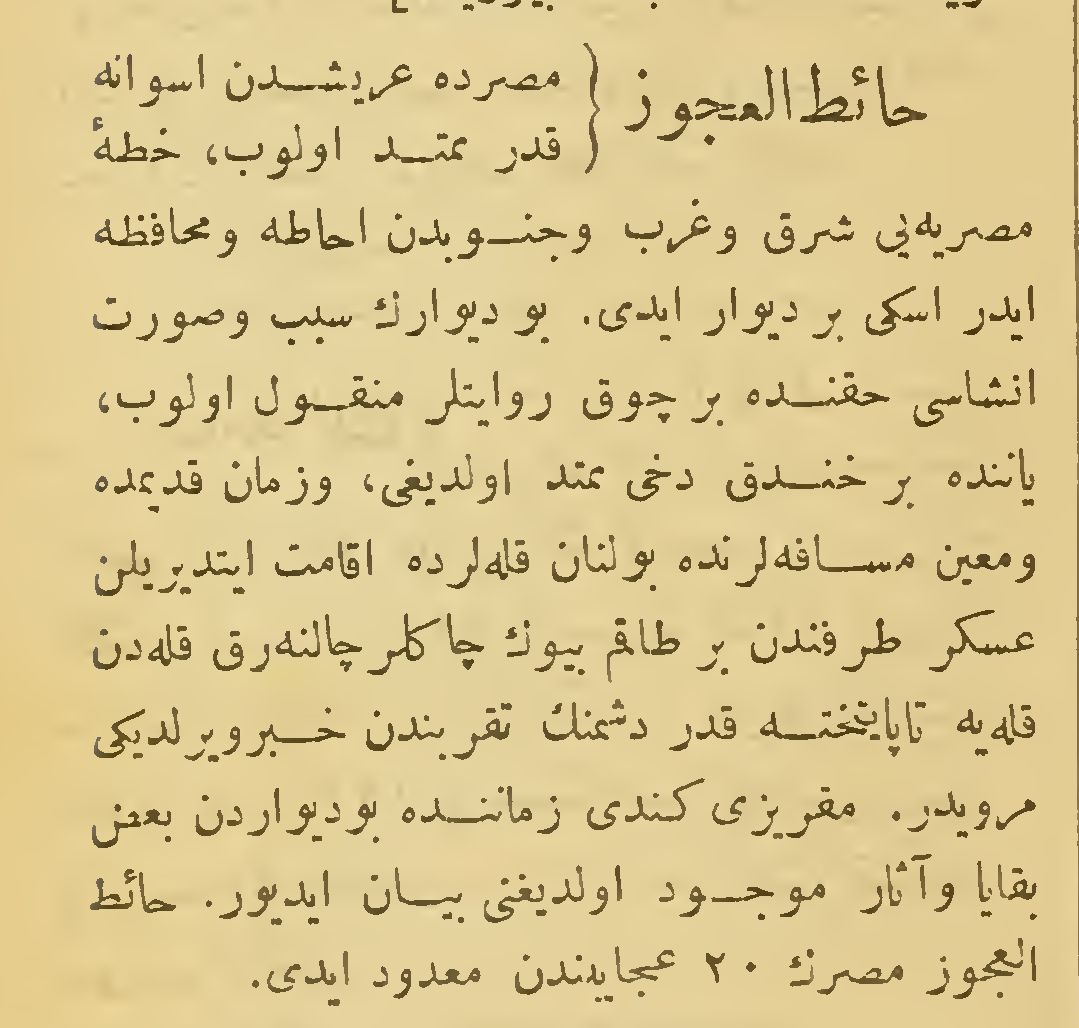 حائط العجوز { مصرده عریشدن اسوانه
قدر ممتد اولوب، خطهٔ
مصریه‌یی شرق وغرب وجنوبدن احاطه ومحافظه
ایدر اسکی بر دیوار ایدی. بو دیوارك سبب وصورت
انشاسی حقنده بر چوق روایتلر منقول اولوب،
یاننده بر خندق دخی ممتد اولدیغی، وزمان قدیمده
ومعین مسافه‌لرنده بولنان قله‌لرده اقامت ایتدیریلن
عسکر طرفندن بر طاقم بیوك چاکلر چالنه‌رق قله‌دن
قله‌یه تاپایتخته قدر دشمنك تقربندن خبرویرلدیکی
مرویدر. مقریزی کندی زماننده بودیواردن بعض
بقایا وآثار موجود اولدیغنی بیان ایدیور. حائط
العجوز مصرك ٢٠ عجایبندن معدود ایدی.